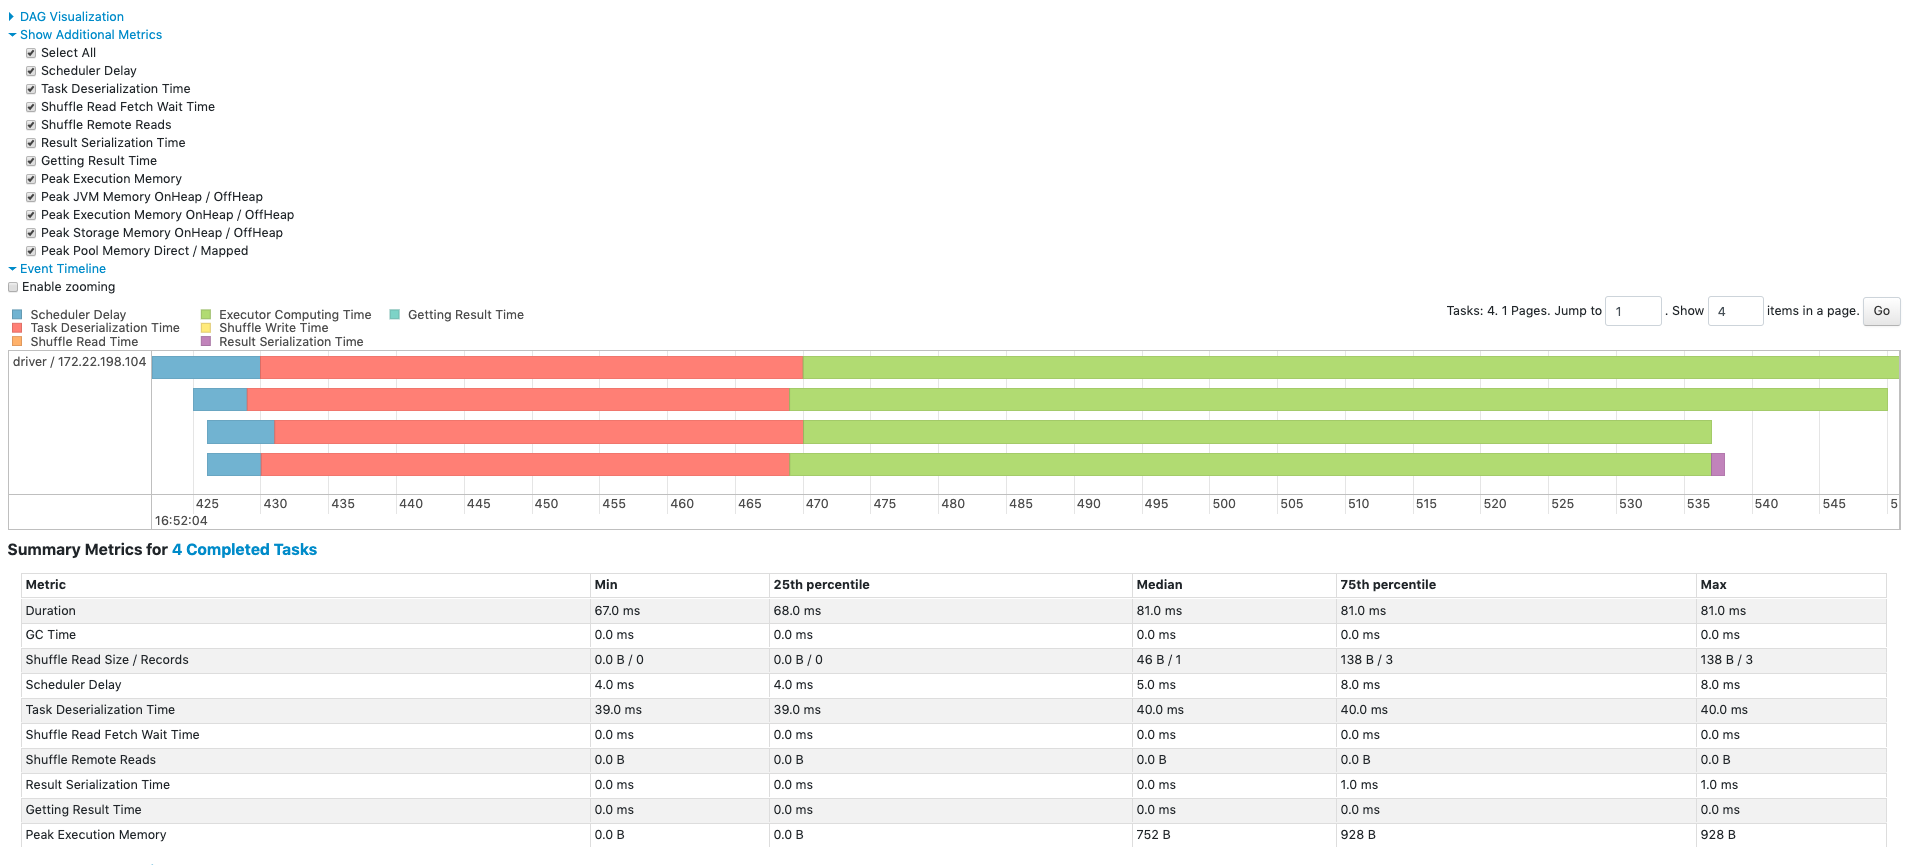 DAG Visualization
Show Additional Metrics
Select All
Scheduler Delay
Task Deserialization Time
Shuffle Read Fetch Wait Time
Shuffle Remote Reads
Result Serialization Time
Getting Result Time
Peak Execution Memory
Peak JVM Memory OnHeap / OffHeap
Peak Execution Memory OnHeap / OffHeap
Peak Storage Memory OnHeap / OffHeap
Peak Pool Memory Direct / Mapped
Event Timeline
Enable zooming
Tasks: 4. 1 Pages. Jump to 1 . Show 4 items in a page. Go
Scheduler Delay Executor Computing Time Getting Result Time
Task Deserialization Time Shuffle Write Time
Shuffle Read Time Result Serialization Time
driver / 172.22.198.104
425 430 435 440 445 450 455 460 465 470 475 480 485 490 495 500 505 510 515 520 525 530 535 540 545 5
16:52:04
Summary Metrics for 4 Completed Tasks
Metric Min 25th percentile Median 75th percentile Max
Duration 67.0 ms 68.0 ms 81.0 ms 81.0 ms 81.0 ms
GC Time 0.0 ms 0.0 ms 0.0 ms 0.0 ms 0.0 ms
Shuffle Read Size / Records 0.0 B / 0 0.0 B / 0 46 B / 1 138 B / 3 138 B / 3
Scheduler Delay 4.0 ms 4.0 ms 5.0 ms 8.0 ms 8.0 ms
Task Deserialization Time 39.0 ms 39.0 ms 40.0 ms 40.0 ms 40.0 ms
Shuffle Read Fetch Wait Time 0.0 ms 0.0 ms 0.0 ms 0.0 ms 0.0 ms
Shuffle Remote Reads 0.0 B 0.0 B 0.0 B 0.0 B 0.0 B
Result Serialization Time 0.0 ms 0.0 ms 0.0 ms 1.0 ms 1.0 ms
Getting Result Time 0.0 ms 0.0 ms 0.0 ms 0.0 ms 0.0 ms
Peak Execution Memory 0.0 B 0.0 B 752 B 928 B 928 B